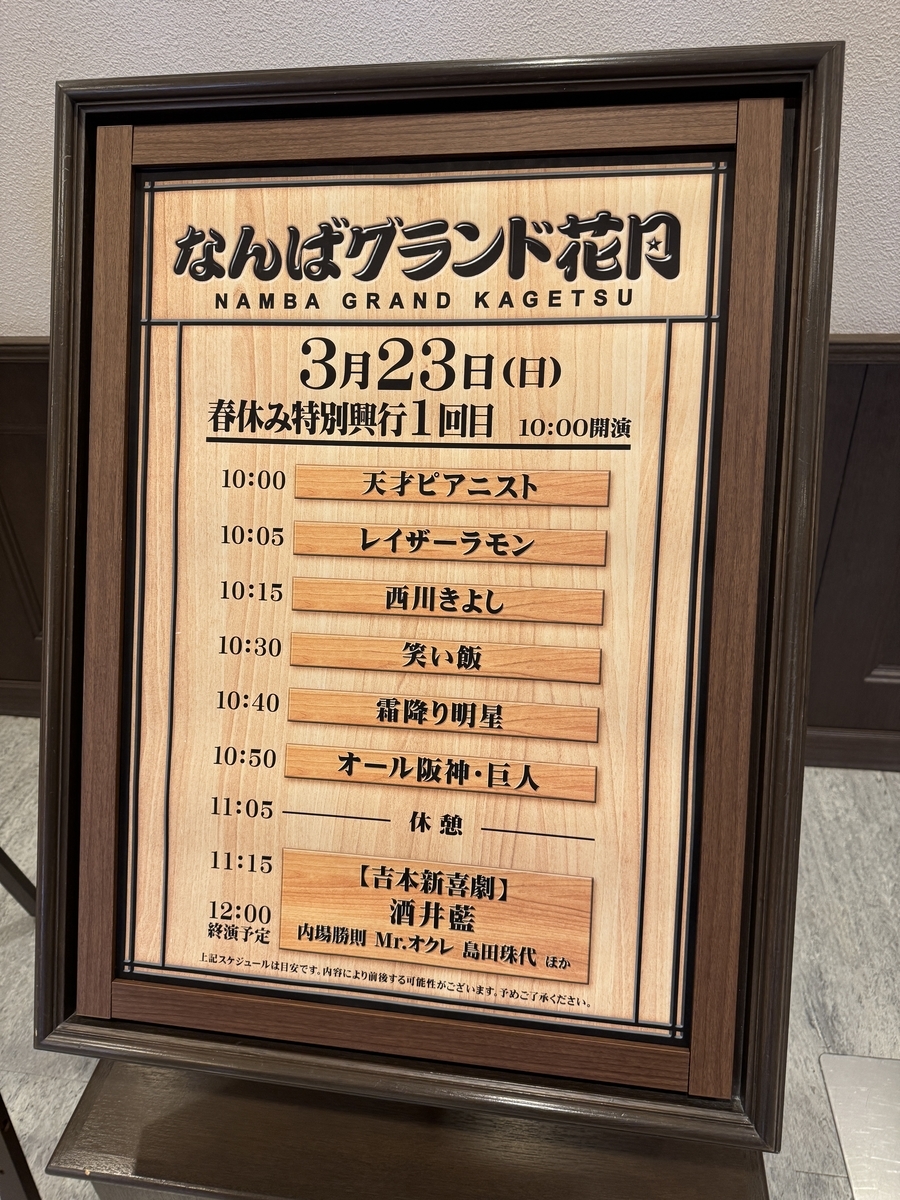 なんばグランド花月
NAMBA GRAND KAGETSU
3月23日(日)
春休み特別興行1回目 10:00開演
10:00 天才ピアニスト
10:05 レイザーラモン
10:15 西川きよし
10:30 笑い飯
10:40 霜降り明星
10:50 オール阪神・巨人
11:05 休憩
11:15 【吉本新喜劇】
酒井藍
12:00 終演予定
内場勝則 Mr.オクレ 島田珠代 ほか
上記スケジュールは目安です。内容により前後する可能性がございます。予めご了承ください。